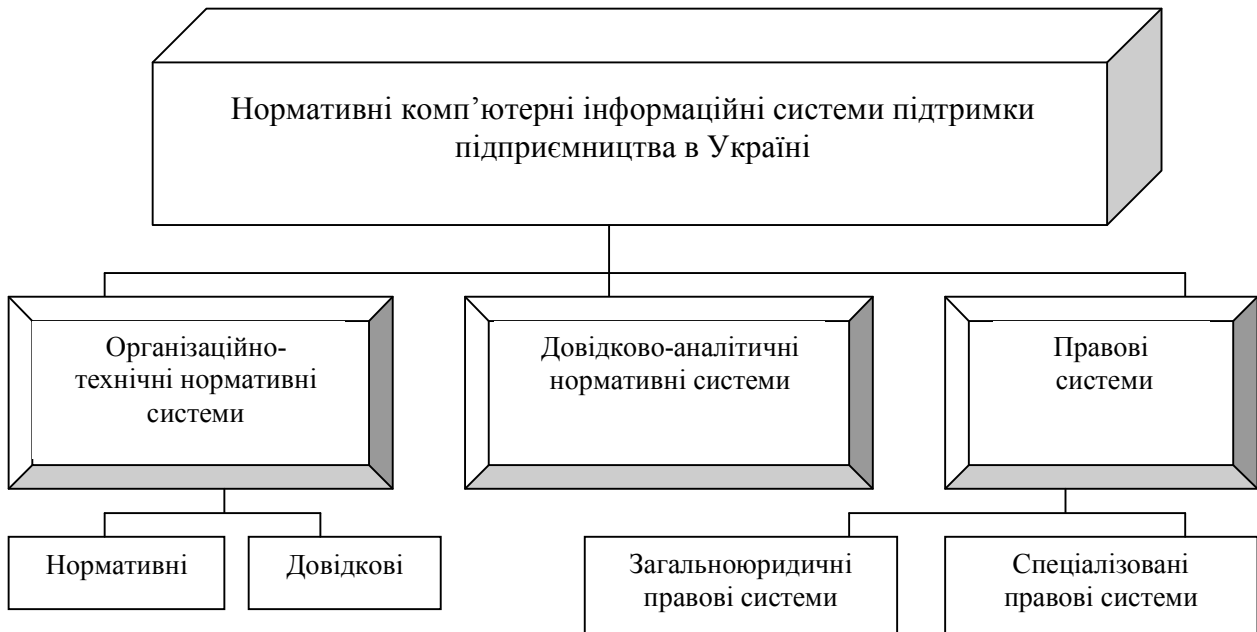 Нормативні комп’ютерні інформаційні системи підтримки
підприємництва в Україні
Організаційно-
технічні нормативні
системи
Довідково-аналітичні
нормативні системи
Правові
системи
Нормативні
Довідкові
Загальноюридичні
правові системи
Спеціалізовані
правові системи